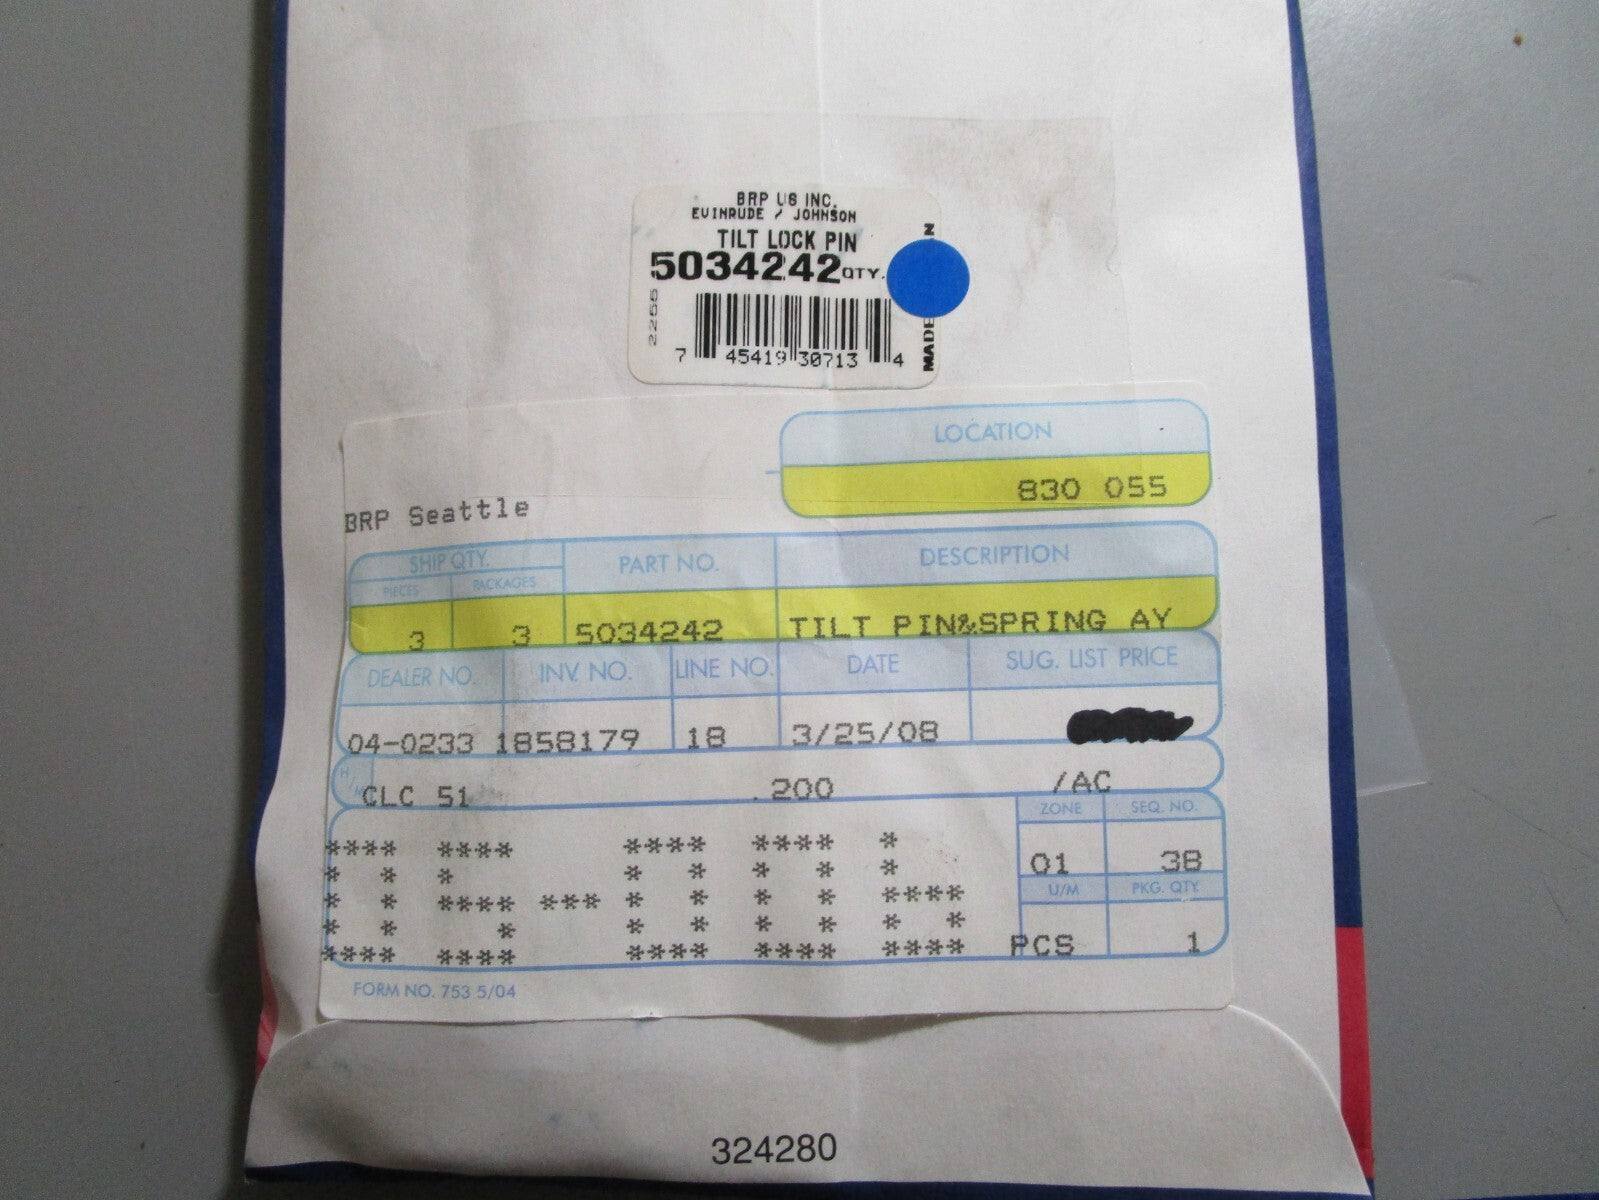 BRP US INC.
EVINRUDE / JOHNSON
TILT LOCK PIN
5034242 QTY.
2255
MADE
7 45419 30713 4
LOCATION
830 055
BRP Seattle
SHIP QTY. PART NO. DESCRIPTION
PIECES PACKAGES
3 3 5034242 TILT PIN&SPRING AY
DEALER NO. INV. NO. LINE NO. DATE SUG. LIST PRICE
04-0233 1858179 18 3/25/08
H/M CLC 51 .200 /AC
ZONE SEQ. NO.
01 38
U/M PKG. QTY.
PCS 1
**** **** **** **** *
* * * * * * * *
* * **** *** * * * * ****
* * * * * * * * *
**** **** **** **** ****
FORM NO. 753 5/04
324280